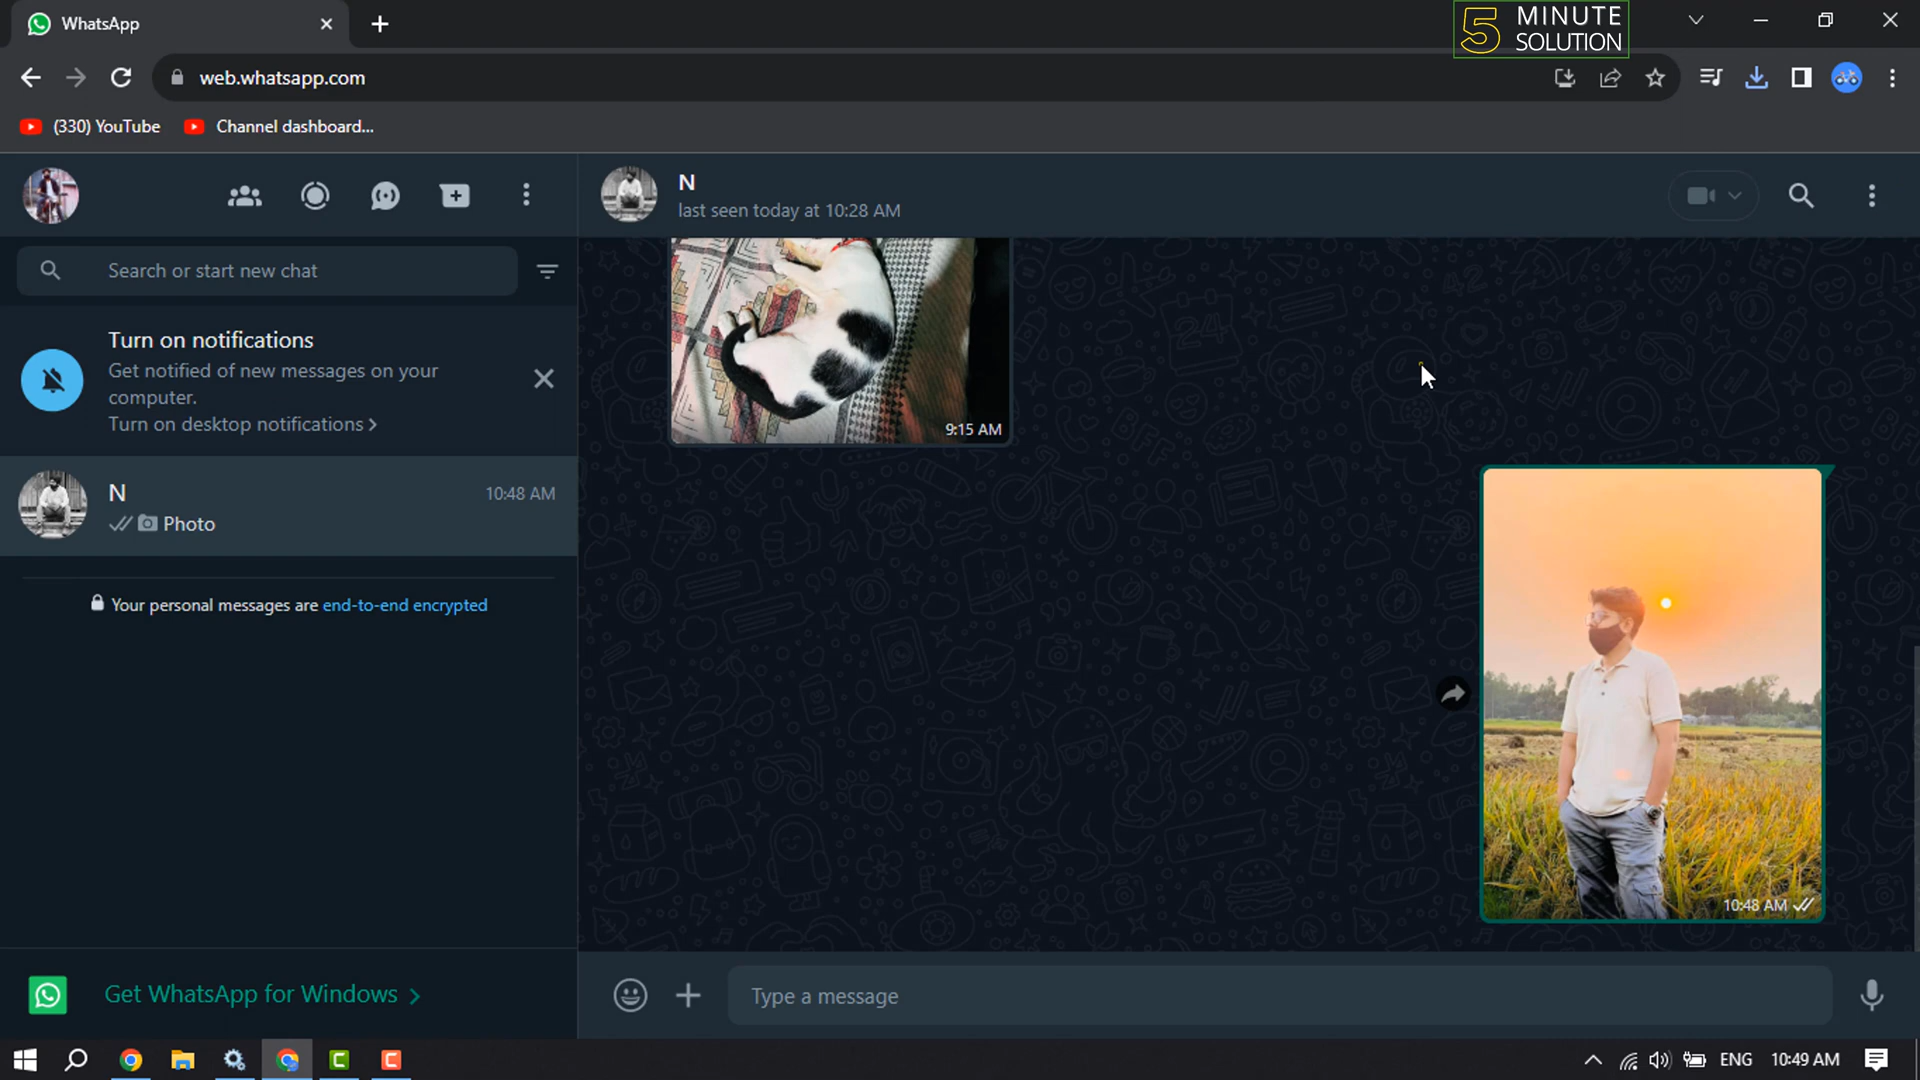 WhatsApp
5 MINUTE
SOLUTION
web.whatsapp.com
(330) YouTube
Channel dashboard...
N
last seen today at 10:28 AM
Search or start new chat
Turn on notifications
Get notified of new messages on your
computer.
Turn on desktop notifications >
9:15 AM
N
10:48 AM
Photo
Your personal messages are end-to-end encrypted
10:48 AM
Get WhatsApp for Windows >
Type a message
ENG
10:49 AM